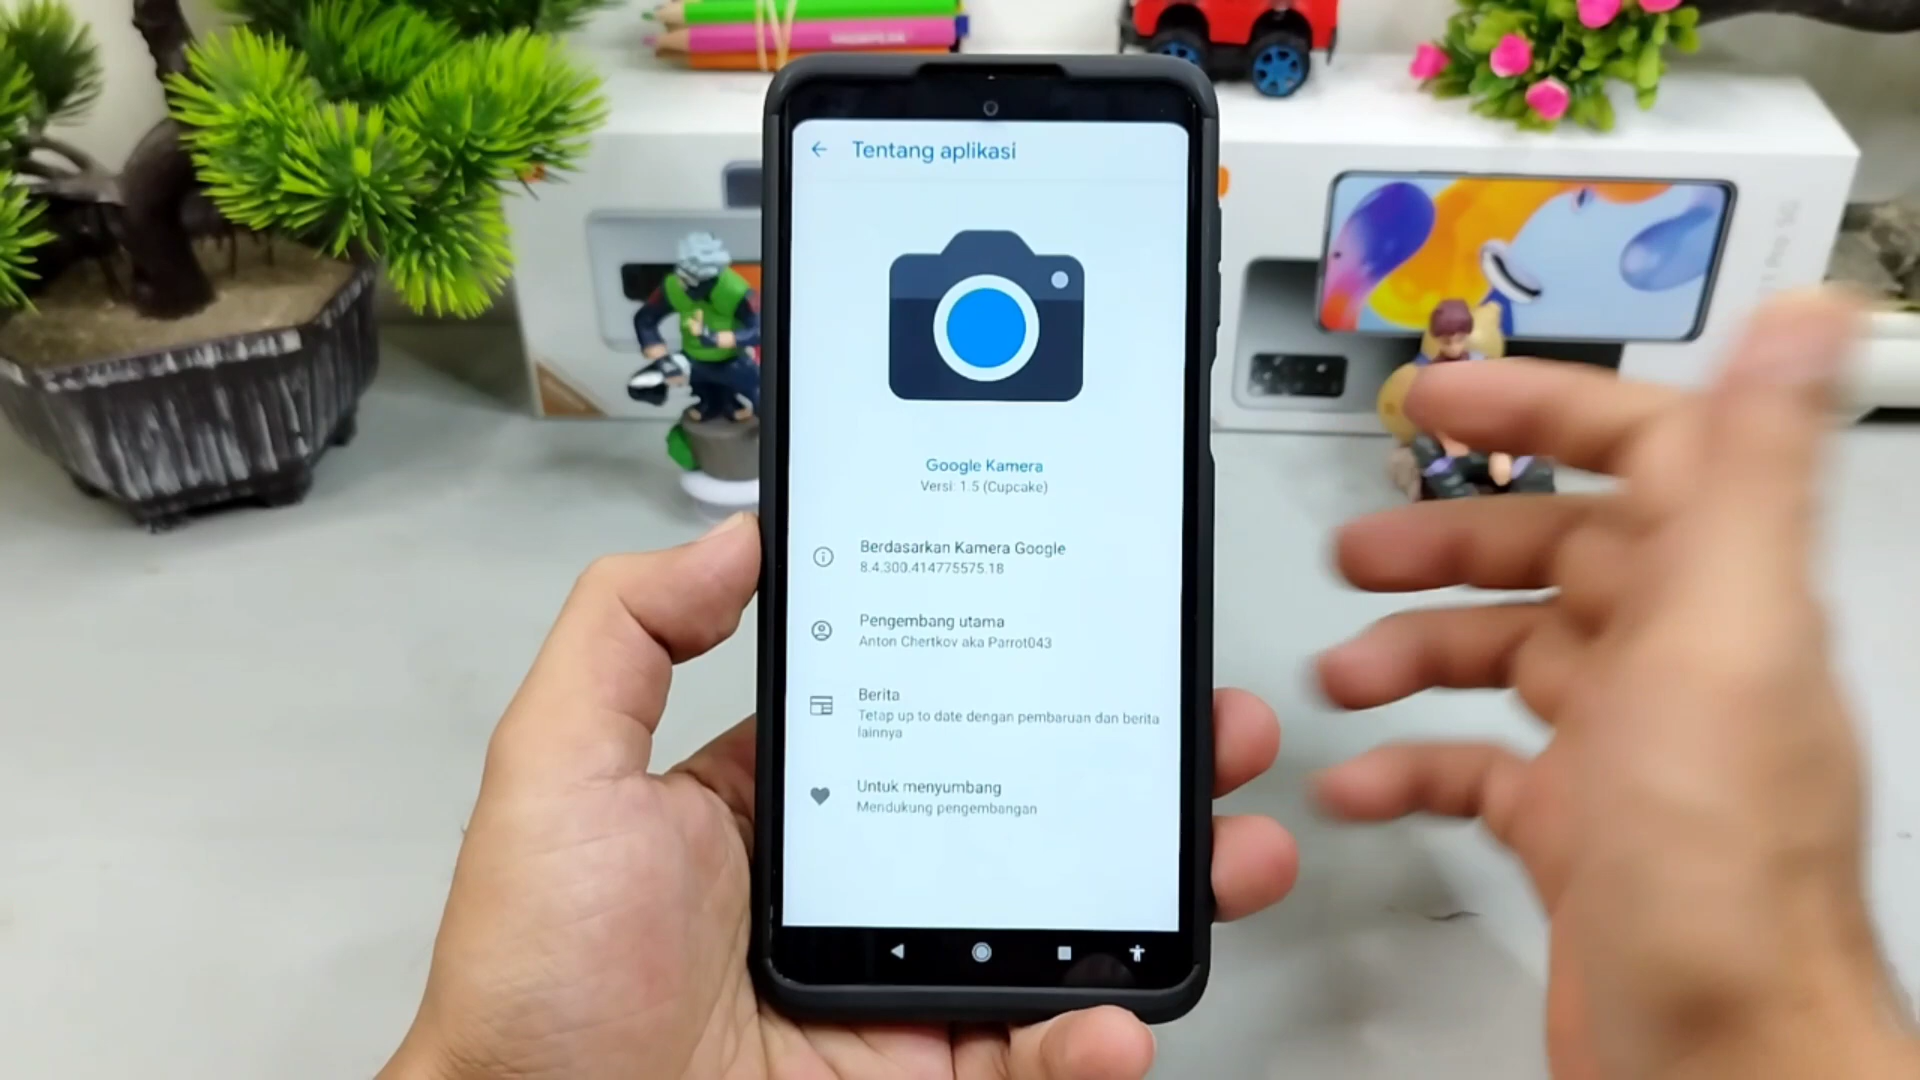 Tentang aplikasi
Google Kamera
Versi: 1.5 (Cupcake)
Berdasarkan Kamera Google
8.4.300.414775575.18
Pengembang utama
Anton Chertkov aka Parrot043
Berita
Tetap up to date dengan pembaruan dan berita
lainnya
Untuk menyumbang
Mendukung pengembangan